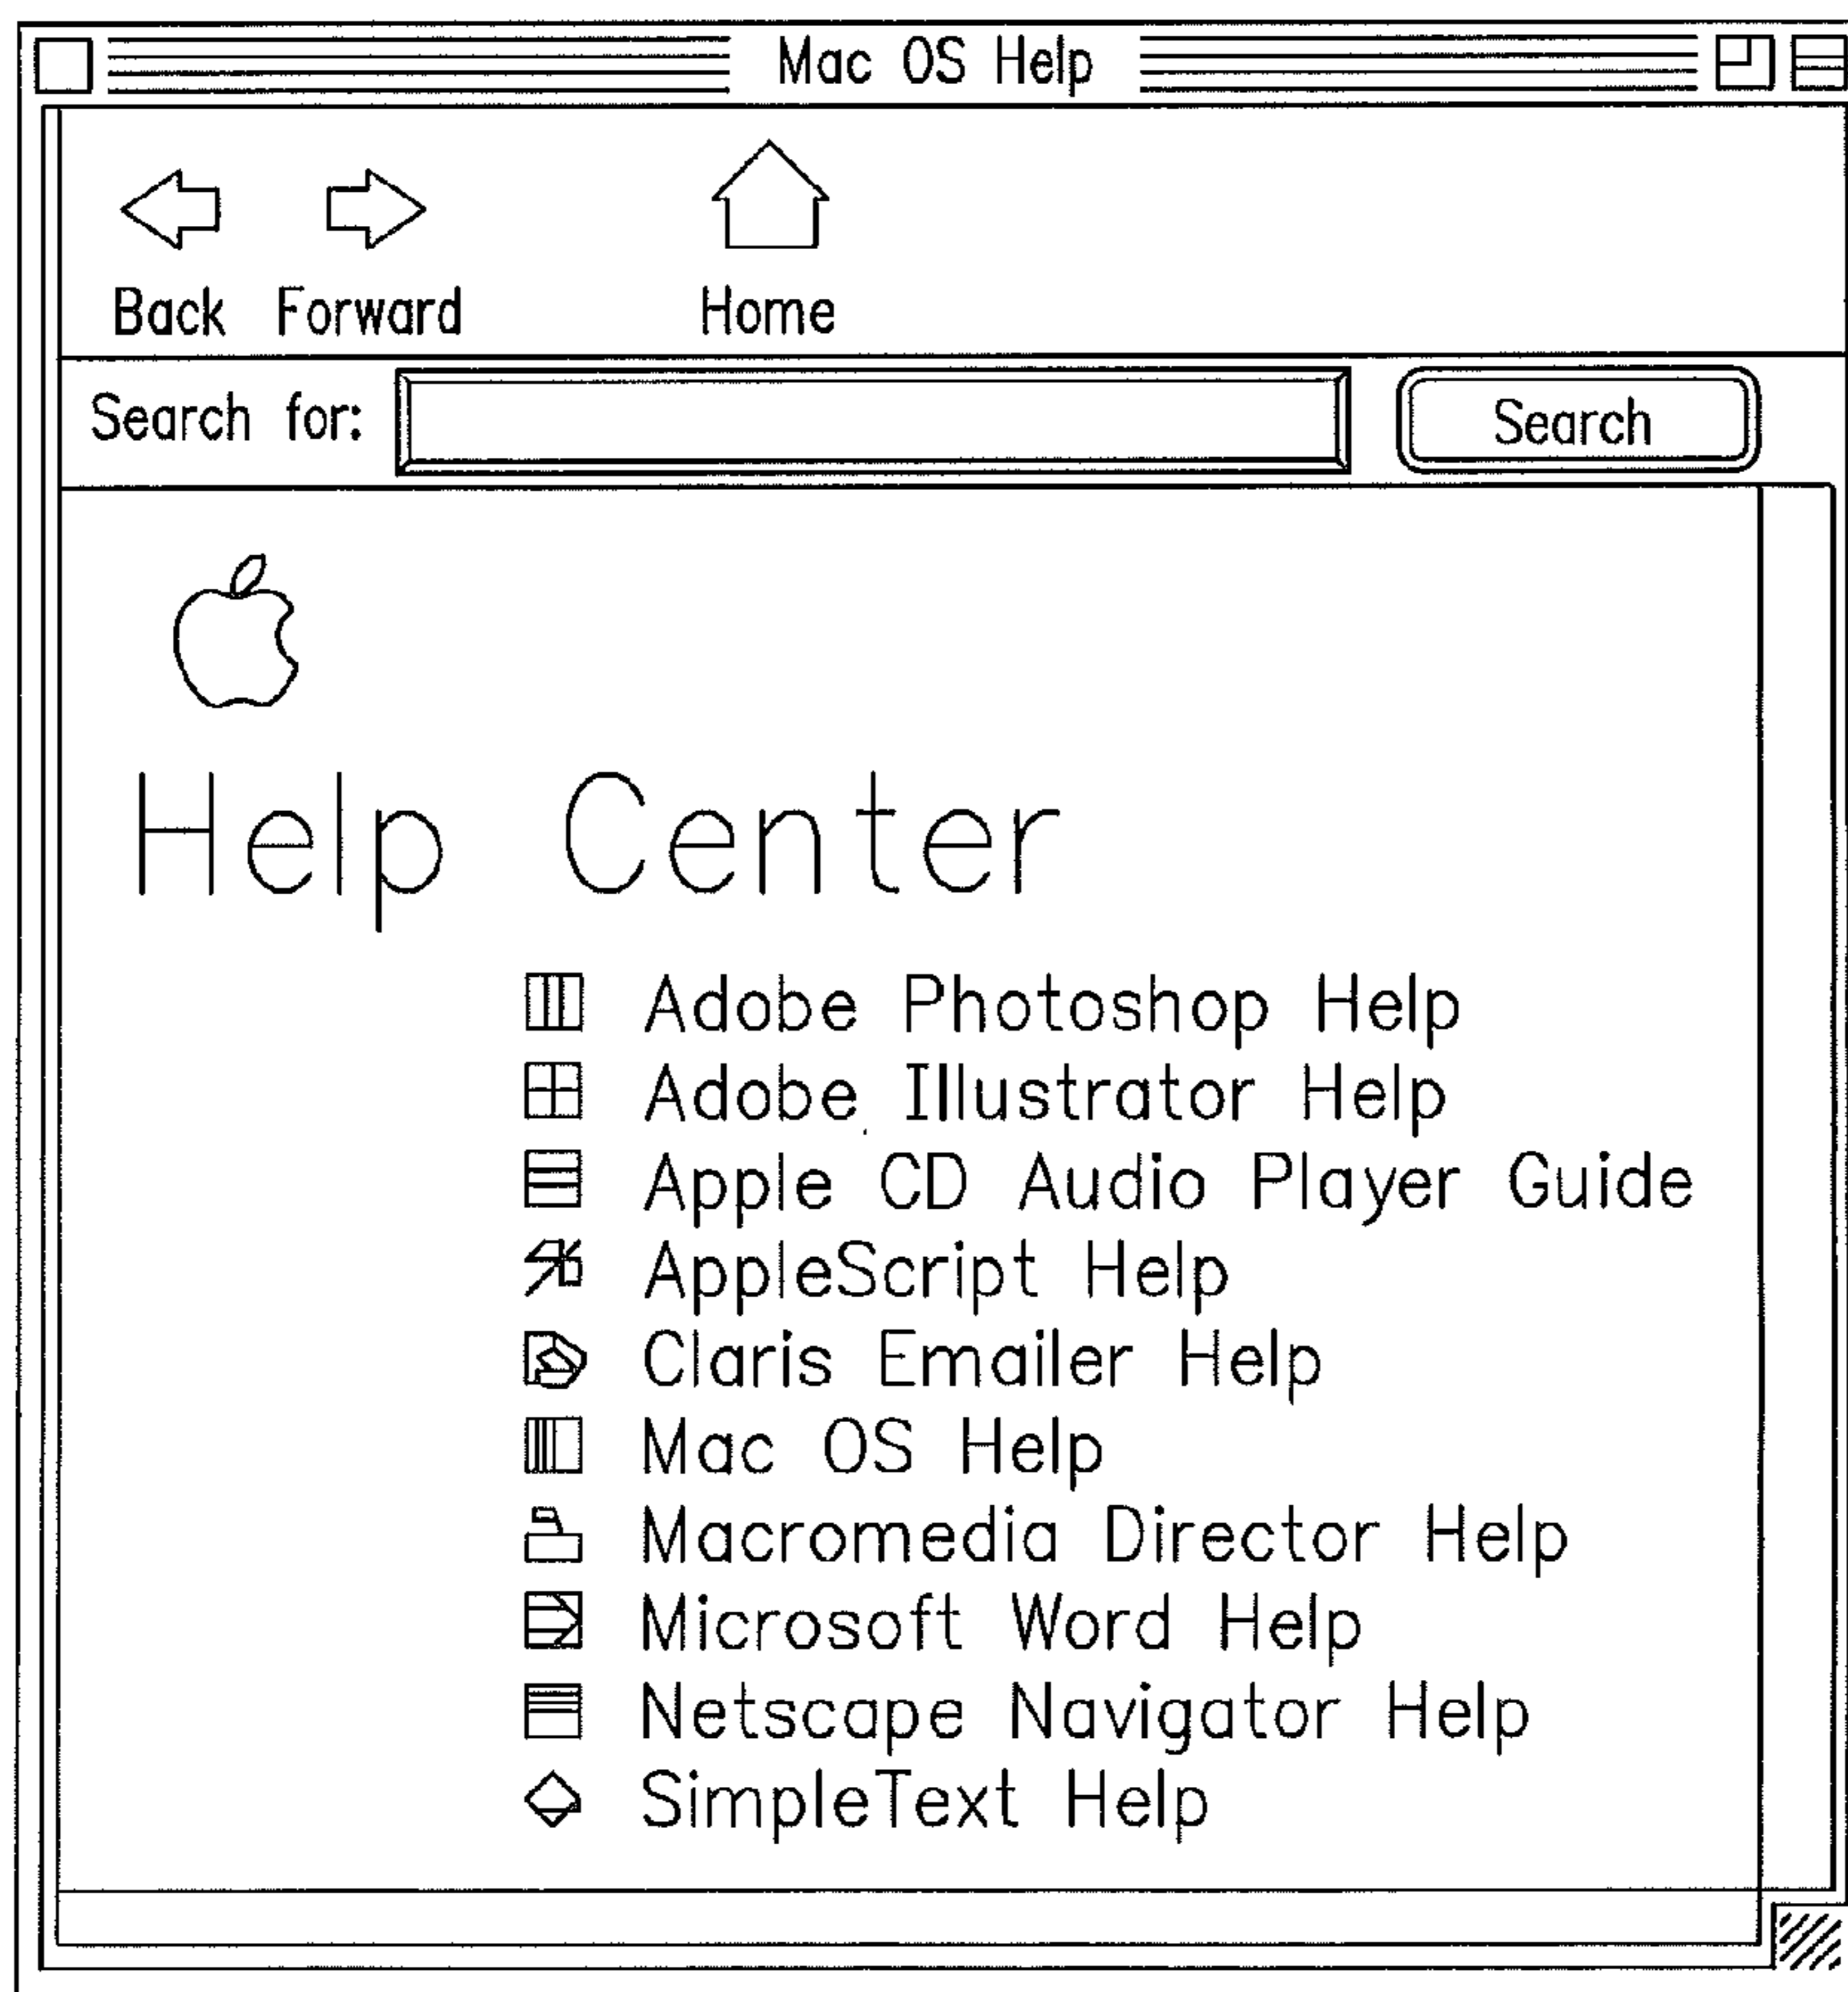 Mac OS Help
Back Forward Home
Search for: Search
Help Center
Adobe Photoshop Help
Adobe Illustrator Help
Apple CD Audio Player Guide
AppleScript Help
Claris Emailer Help
Mac OS Help
Macromedia Director Help
Microsoft Word Help
Netscape Navigator Help
SimpleText Help